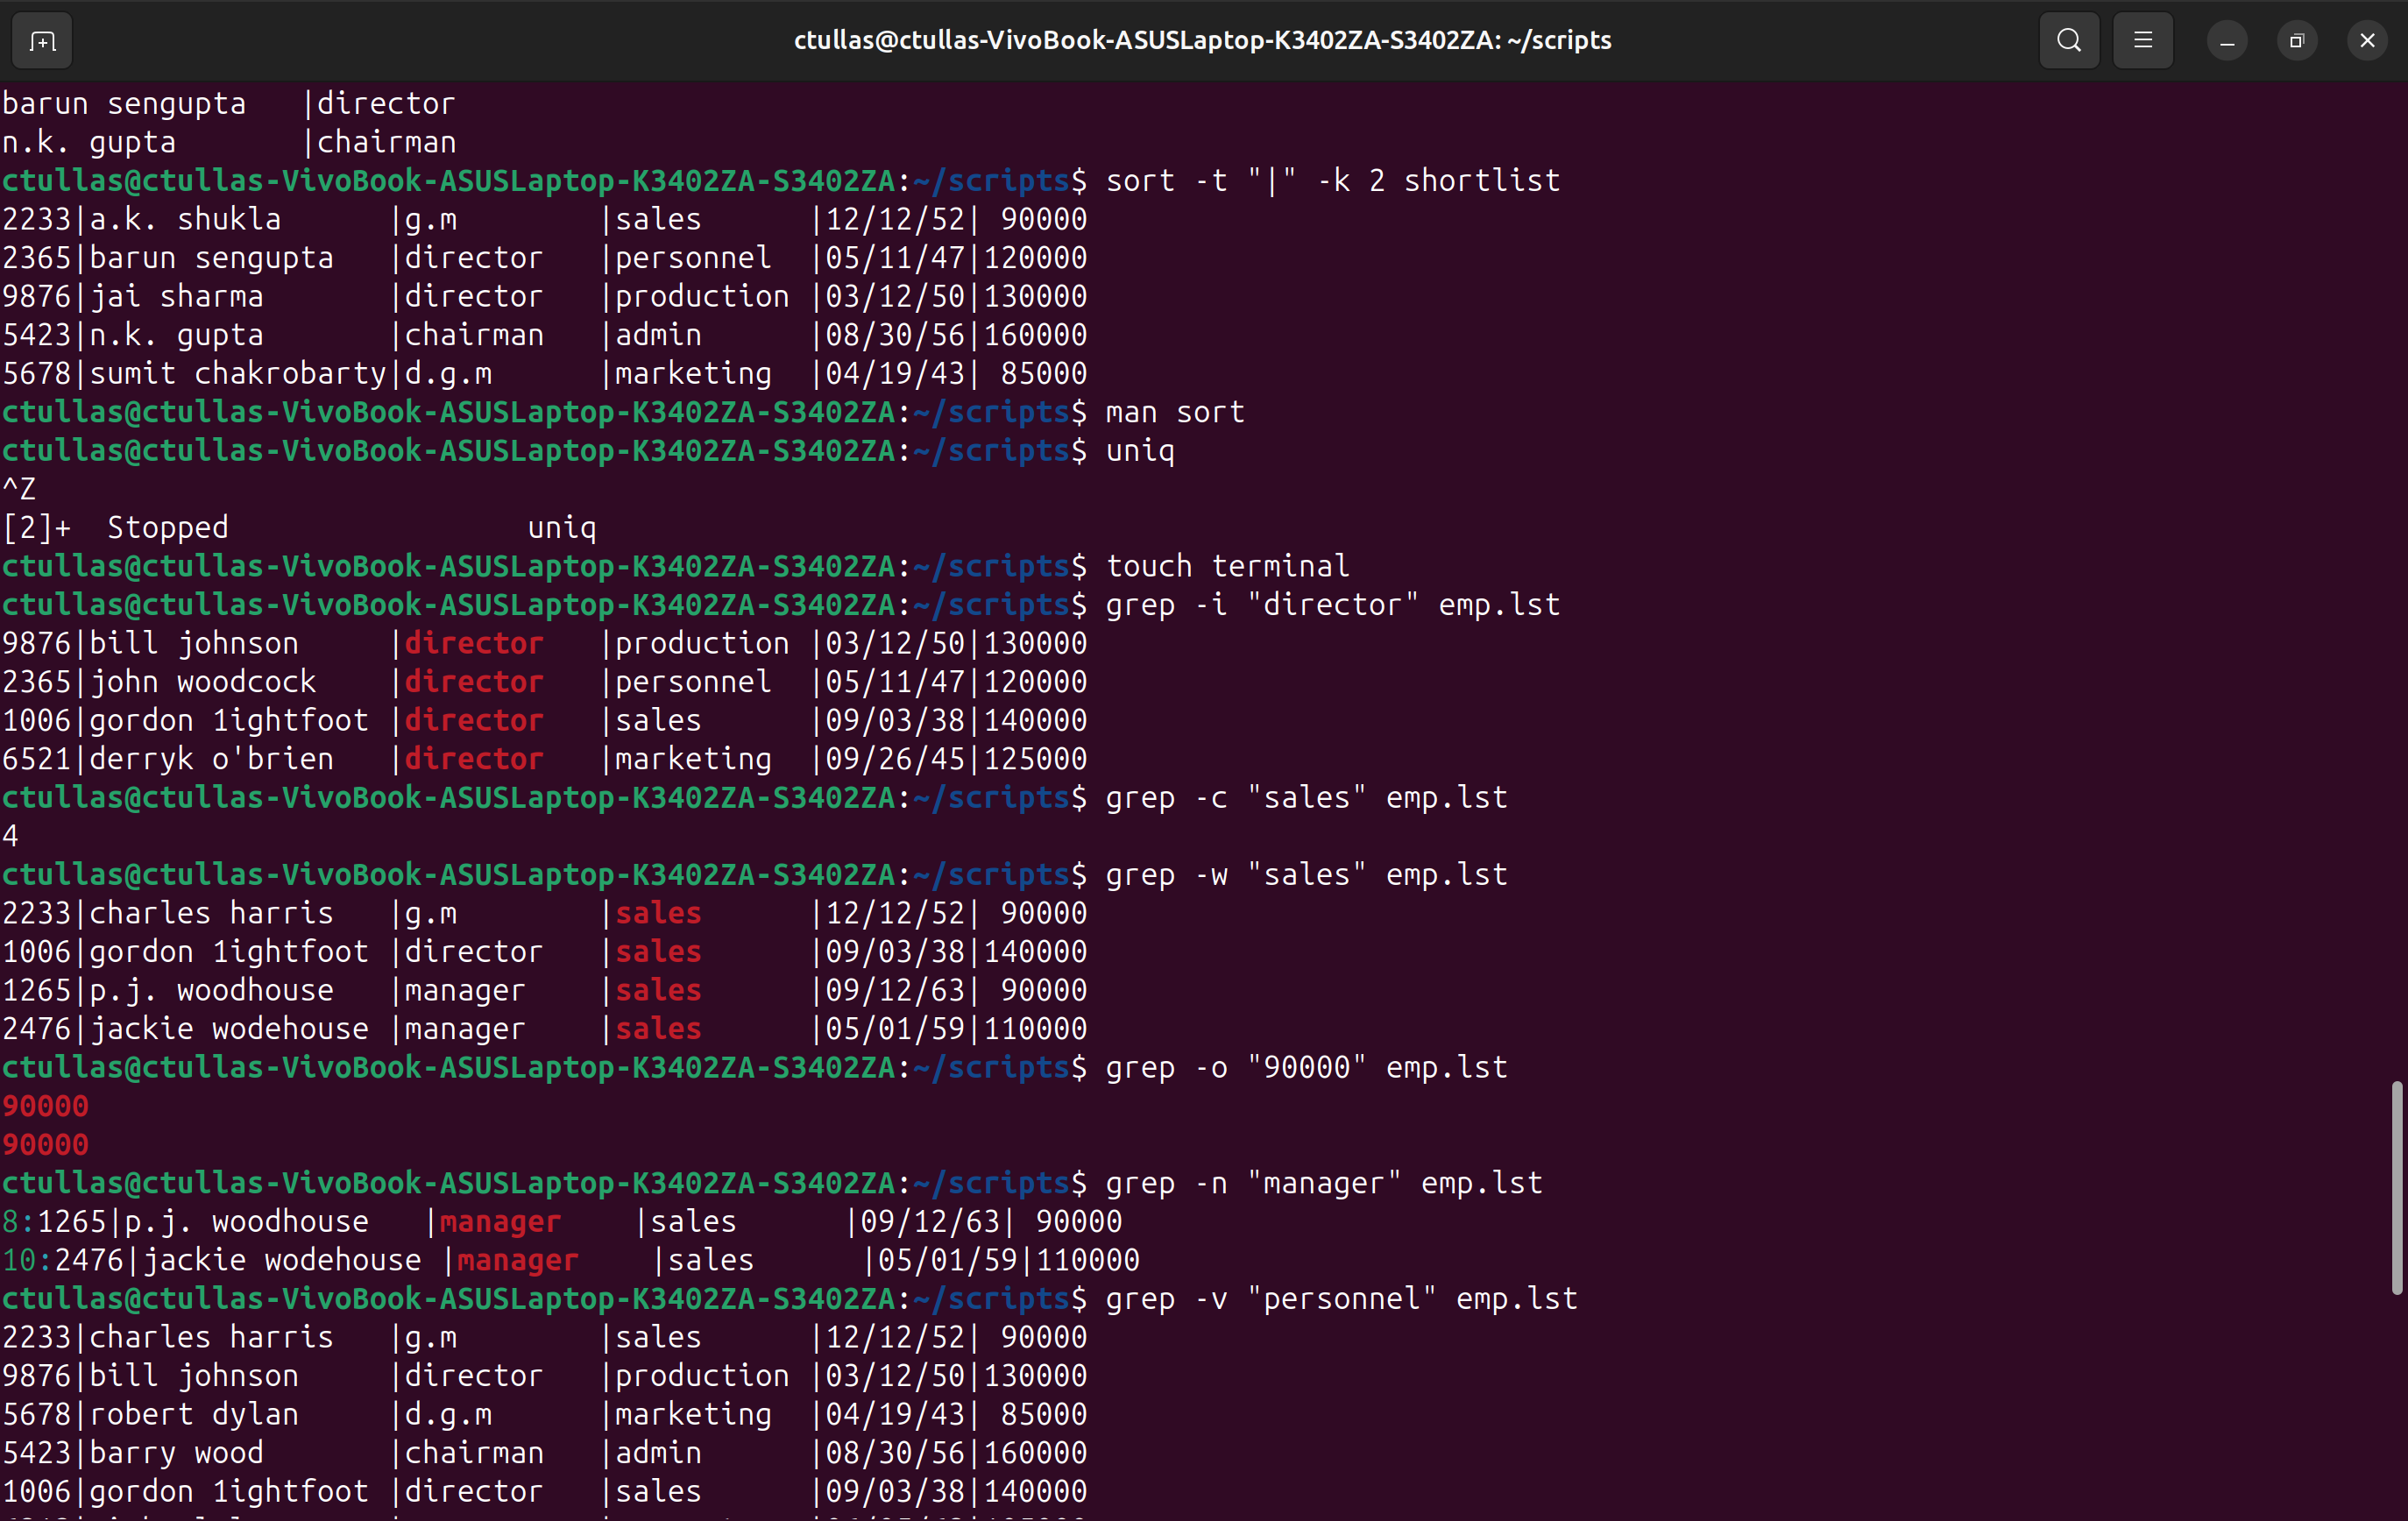 ctullas@ctullas-VivoBook-ASUSLaptop-K3402ZA-S3402ZA: ~/scripts
barun sengupta   |director
n.k. gupta       |chairman
ctullas@ctullas-VivoBook-ASUSLaptop-K3402ZA-S3402ZA:~/scripts$ sort -t "|" -k 2 shortlist
2233|a.k. shukla      |g.m        |sales      |12/12/52| 90000
2365|barun sengupta   |director   |personnel  |05/11/47|120000
9876|jai sharma       |director   |production |03/12/50|130000
5423|n.k. gupta       |chairman   |admin      |08/30/56|160000
5678|sumit chakrobarty|d.g.m      |marketing  |04/19/43| 85000
ctullas@ctullas-VivoBook-ASUSLaptop-K3402ZA-S3402ZA:~/scripts$ man sort
ctullas@ctullas-VivoBook-ASUSLaptop-K3402ZA-S3402ZA:~/scripts$ uniq
^Z
[2]+  Stopped                 uniq
ctullas@ctullas-VivoBook-ASUSLaptop-K3402ZA-S3402ZA:~/scripts$ touch terminal
ctullas@ctullas-VivoBook-ASUSLaptop-K3402ZA-S3402ZA:~/scripts$ grep -i "director" emp.lst
9876|bill johnson     |director   |production |03/12/50|130000
2365|john woodcock    |director   |personnel  |05/11/47|120000
1006|gordon 1ightfoot |director   |sales      |09/03/38|140000
6521|derryk o'brien   |director   |marketing  |09/26/45|125000
ctullas@ctullas-VivoBook-ASUSLaptop-K3402ZA-S3402ZA:~/scripts$ grep -c "sales" emp.lst
4
ctullas@ctullas-VivoBook-ASUSLaptop-K3402ZA-S3402ZA:~/scripts$ grep -w "sales" emp.lst
2233|charles harris   |g.m        |sales      |12/12/52| 90000
1006|gordon 1ightfoot |director   |sales      |09/03/38|140000
1265|p.j. woodhouse   |manager    |sales      |09/12/63| 90000
2476|jackie wodehouse |manager    |sales      |05/01/59|110000
ctullas@ctullas-VivoBook-ASUSLaptop-K3402ZA-S3402ZA:~/scripts$ grep -o "90000" emp.lst
90000
90000
ctullas@ctullas-VivoBook-ASUSLaptop-K3402ZA-S3402ZA:~/scripts$ grep -n "manager" emp.lst
8:1265|p.j. woodhouse   |manager    |sales      |09/12/63| 90000
10:2476|jackie wodehouse |manager    |sales      |05/01/59|110000
ctullas@ctullas-VivoBook-ASUSLaptop-K3402ZA-S3402ZA:~/scripts$ grep -v "personnel" emp.lst
2233|charles harris   |g.m        |sales      |12/12/52| 90000
9876|bill johnson     |director   |production |03/12/50|130000
5678|robert dylan     |d.g.m      |marketing  |04/19/43| 85000
5423|barry wood       |chairman   |admin      |08/30/56|160000
1006|gordon 1ightfoot |director   |sales      |09/03/38|140000